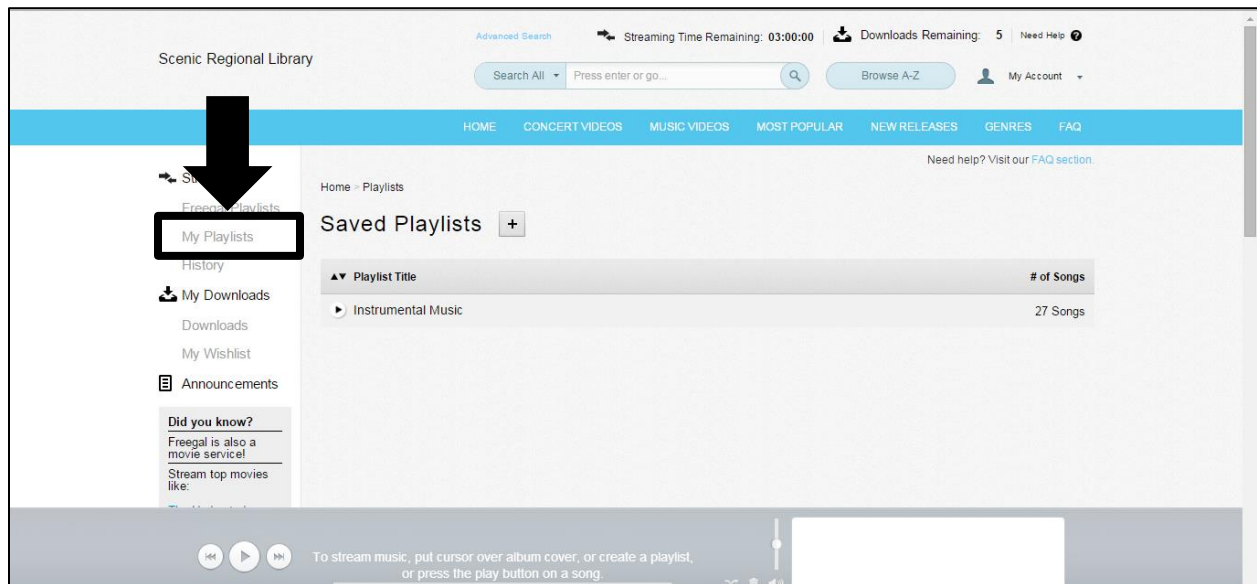 Advanced Search
Streaming Time Remaining: 03:00:00
Downloads Remaining: 5
Need Help
Scenic Regional Library
Search All
Press enter or go...
Browse A-Z
My Account
HOME CONCERT VIDEOS MUSIC VIDEOS MOST POPULAR NEW RELEASES GENRES FAQ
Need help? Visit our FAQ section.
Freegal Playlists
My Playlists
History
My Downloads
Downloads
My Wishlist
Announcements
Did you know?
Freegal is also a
movie service!
Stream top movies
like:
Home > Playlists
Saved Playlists +
Playlist Title # of Songs
Instrumental Music 27 Songs
To stream music, put cursor over album cover, or create a playlist,
or press the play button on a song.